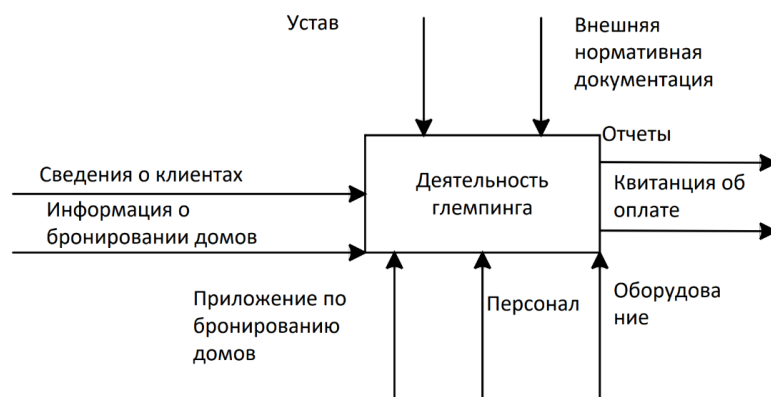 Устав
Внешняя
нормативная
документация
Отчеты
Сведения о клиентах
Деятельность
глемпинга
Квитанция об
оплате
Информация о
бронировании домов
Приложение по
бронированию
домов
Персонал
Оборудова
ние